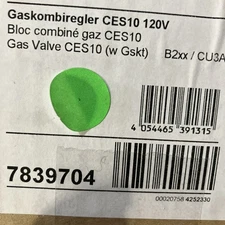 Gaskombiregler CES10 120V
Bloc combiné gaz CES10
Gas Valve CES10 (w Gskt) B2xx / CU3A
4 054465 391315
7839704
00020758 4252330